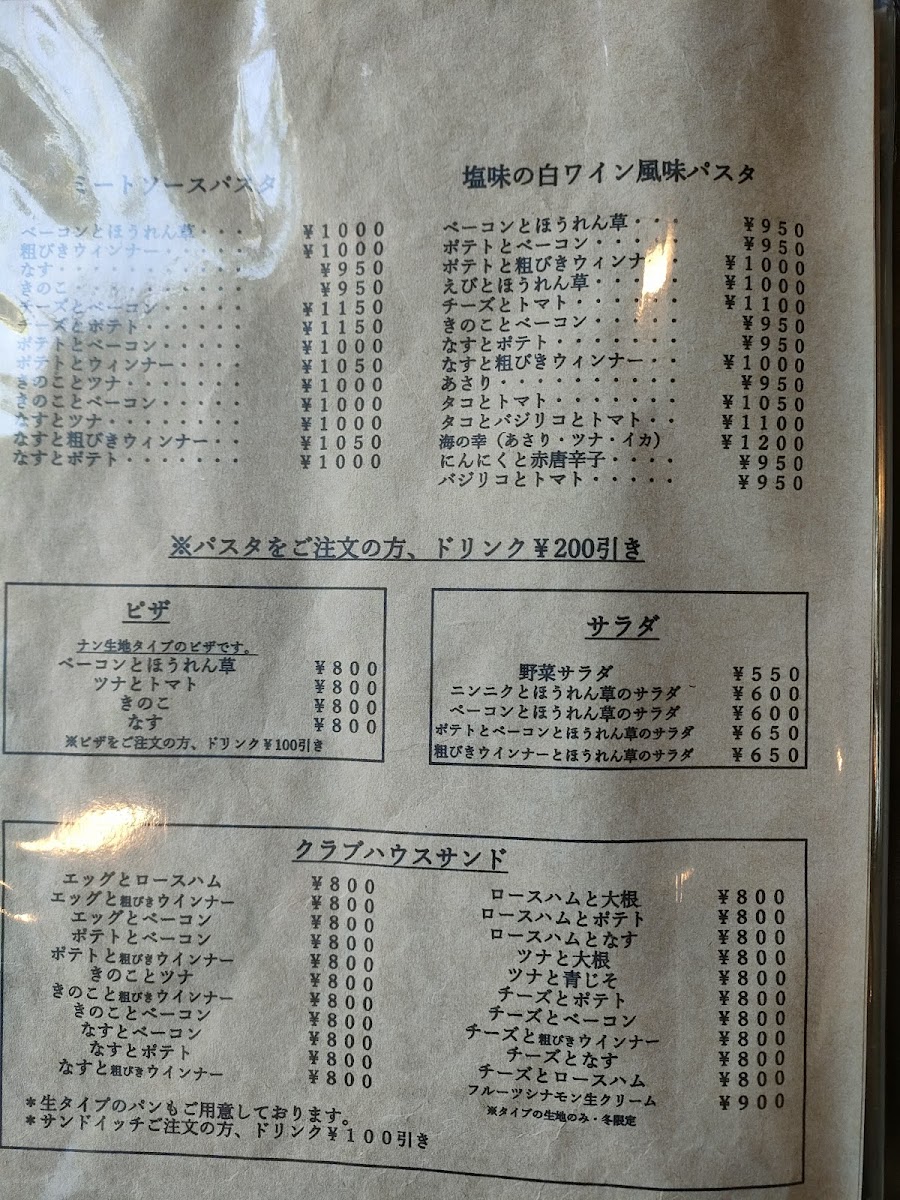 ミートソースパスタ
ベーコンとほうれん草・・・ ¥1000
粗びきウィンナー・・・・・ ¥1000
なす・・・・・・・・・・・ ¥950
きのこ・・・・・・・・・・ ¥950
チーズとベーコン・・・・・ ¥1150
チーズとポテト・・・・・・ ¥1150
ポテトとベーコン・・・・・ ¥1000
ポテトとウィンナー・・・・ ¥1050
きのことツナ・・・・・・・ ¥1000
きのことベーコン・・・・・ ¥1000
なすとツナ・・・・・・・・ ¥1000
なすと粗びきウィンナー・・ ¥1050
なすとポテト・・・・・・・ ¥1000
塩味の白ワイン風味パスタ
ベーコンとほうれん草・・・ ¥950
ポテトとベーコン・・・・・ ¥950
ポテトと粗びきウィンナー・・ ¥1000
えびとほうれん草・・・・・ ¥1000
チーズとトマト・・・・・・ ¥1100
きのことベーコン・・・・・ ¥950
なすとポテト・・・・・・・ ¥950
なすと粗びきウィンナー・・ ¥1000
あさり・・・・・・・・・・ ¥950
タコとトマト・・・・・・・ ¥1050
タコとバジリコとトマト・・ ¥1100
海の幸(あさり・ツナ・イカ) ¥1200
にんにくと赤唐辛子・・・・ ¥950
バジリコとトマト・・・・・ ¥950
※パスタをご注文の方、ドリンク¥200引き
ピザ
ナン生地タイプのピザです。
ベーコンとほうれん草 ¥800
ツナとトマト ¥800
きのこ ¥800
なす ¥800
※ピザをご注文の方、ドリンク¥100引き
サラダ
野菜サラダ ¥550
ニンニクとほうれん草のサラダ ¥600
ベーコンとほうれん草のサラダ ¥600
ポテトとベーコンとほうれん草のサラダ ¥650
粗びきウインナーとほうれん草のサラダ ¥650
クラブハウスサンド
エッグとロースハム ¥800
エッグと粗びきウインナー ¥800
エッグとベーコン ¥800
ポテトとベーコン ¥800
ポテトと粗びきウインナー ¥800
きのことツナ ¥800
きのこと粗びきウインナー ¥800
きのことベーコン ¥800
なすとベーコン ¥800
なすとポテト ¥800
なすと粗びきウインナー ¥800
ロースハムと大根 ¥800
ロースハムとポテト ¥800
ロースハムとなす ¥800
ツナと大根 ¥800
ツナと青じそ ¥800
チーズとポテト ¥800
チーズとベーコン ¥800
チーズと粗びきウインナー ¥800
チーズとなす ¥800
チーズとロースハム ¥800
フルーツシナモン生クリーム ¥900
※タイプの生地のみ・冬限定
*生タイプのパンもご用意しております。
*サンドイッチご注文の方、ドリンク¥100引き